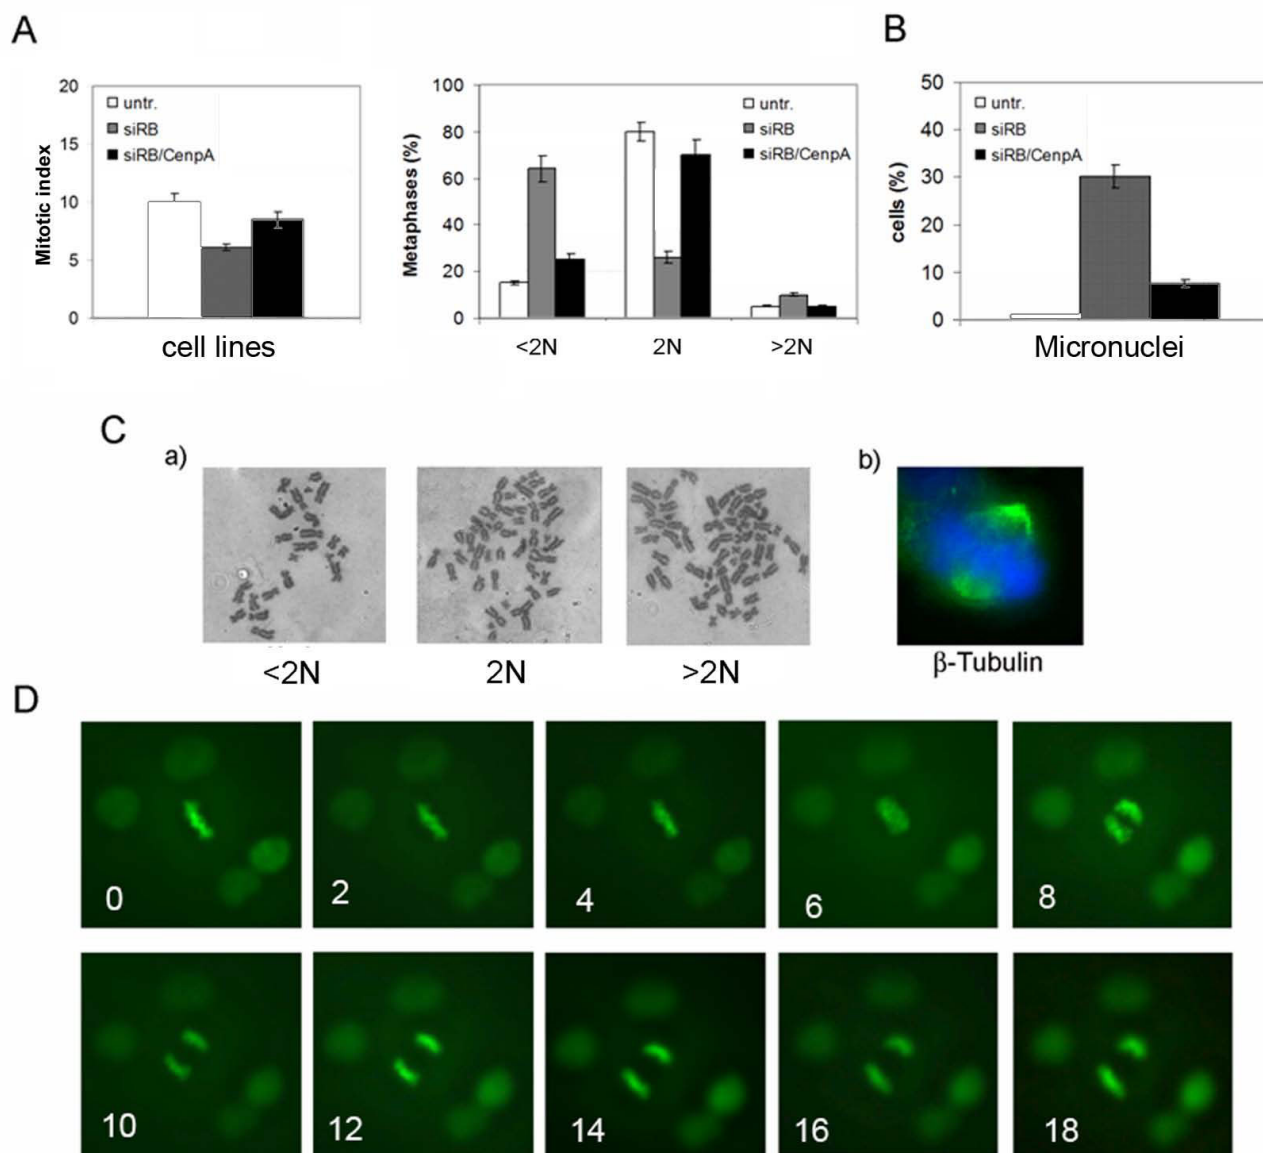 A
B
20
15
10
5
0
Mitotic index
untr.
siRB
siRB/CenpA
cell lines
100
80
60
40
20
0
Metaphases (%)
untr.
siRB
siRB/CenpA
<2N
2N
>2N
50
40
30
20
10
0
cells (%)
untr.
siRB
siRB/CenpA
Micronuclei
C
a)
b)
<2N
2N
>2N
β-Tubulin
D
0
2
4
6
8
10
12
14
16
18